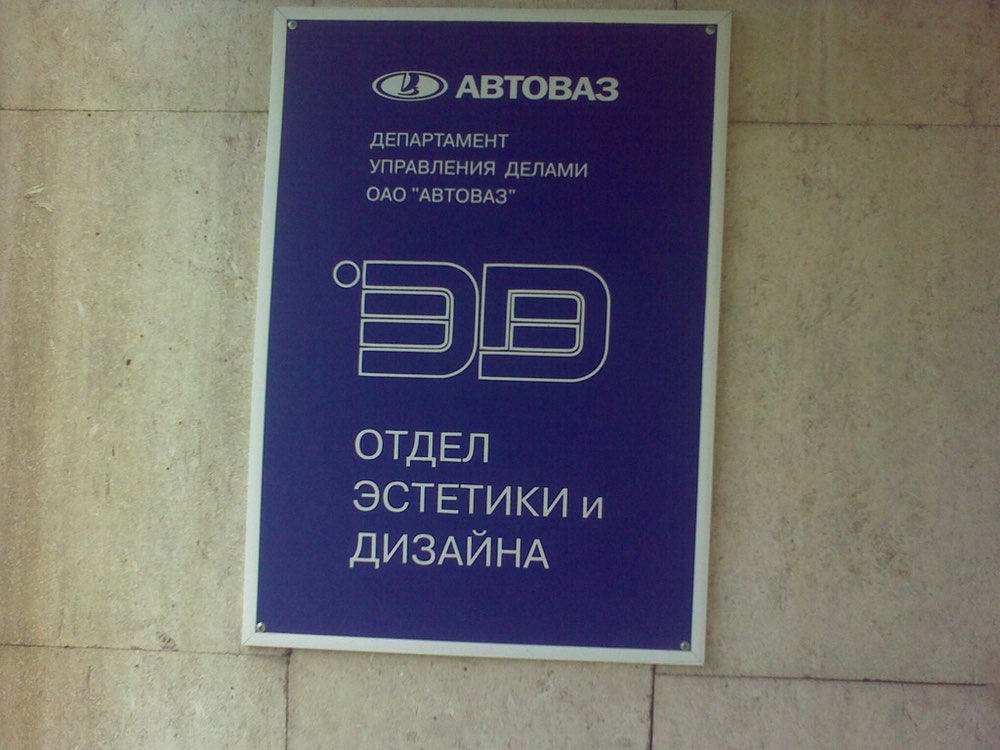 АВТОВАЗ
ДЕПАРТАМЕНТ
УПРАВЛЕНИЯ ДЕЛАМИ
ОАО "АВТОВАЗ"
ЭД
ОТДЕЛ
ЭСТЕТИКИ и
ДИЗАЙНА